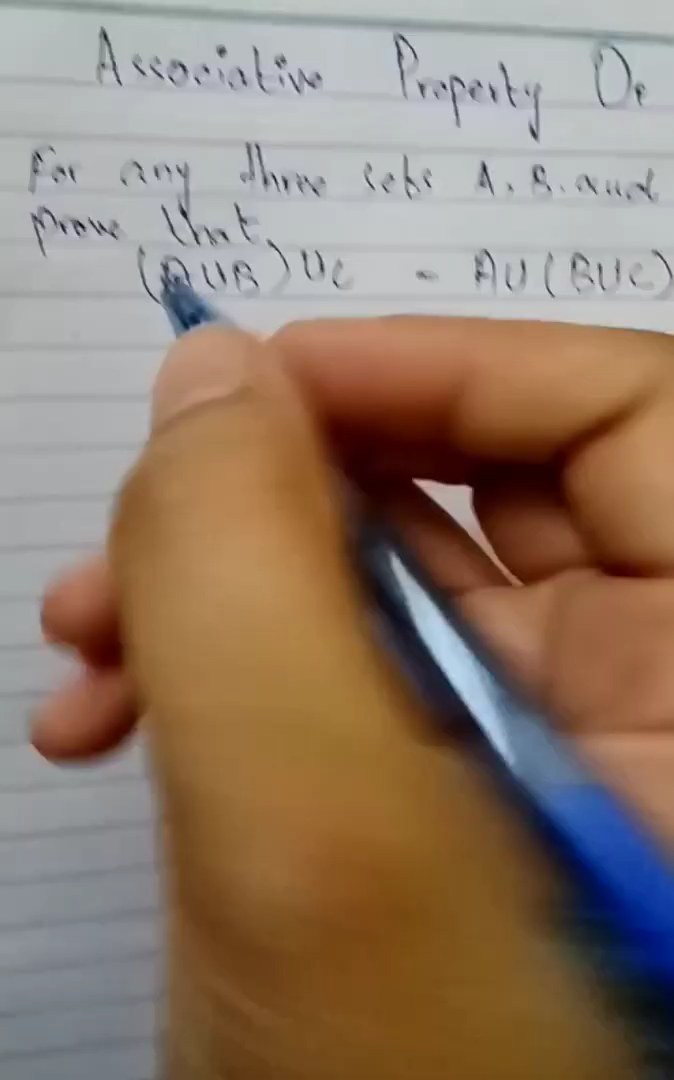 Associative Property Of
For any three sets A, B. and
prove that
(AUB)UC = AU(BUC)